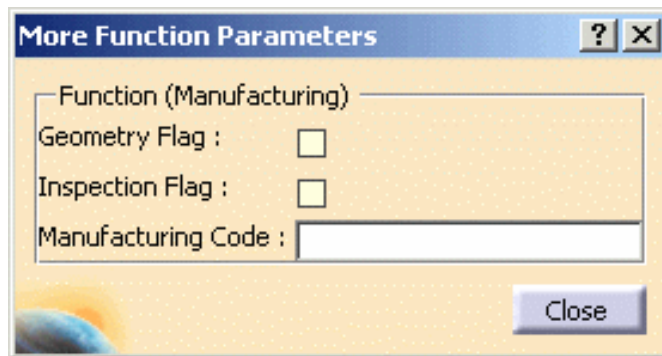 More Function Parameters
Function (Manufacturing)
Geometry Flag :
Inspection Flag :
Manufacturing Code :
Close